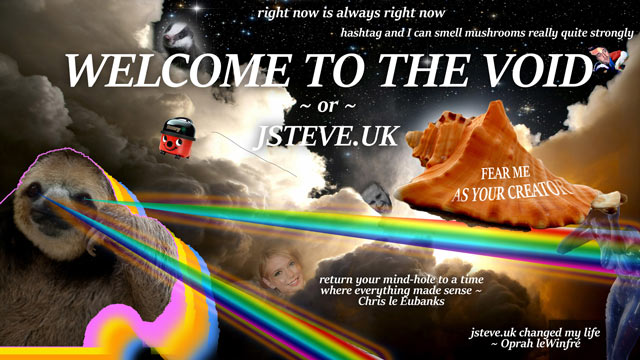 right now is always right now
hashtag and I can smell mushrooms really quite strongly
WELCOME TO THE VOID
~ or ~
JSTEVE.UK
FEAR ME
AS YOUR CREATOR
return your mind-hole to a time
where everything made sense ~
Chris le Eubanks
jsteve.uk changed my life
~ Oprah leWinfre